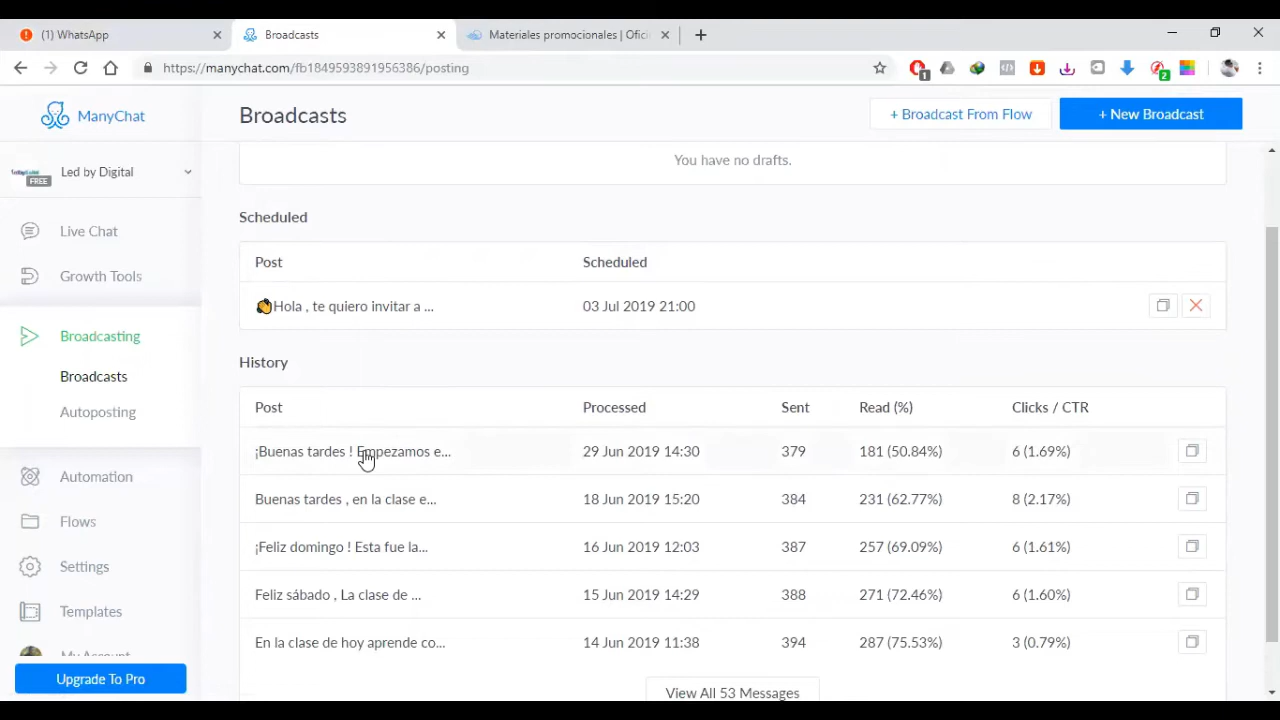 (1) WhatsApp
Broadcasts
Materiales promocionales | Ofici
https://manychat.com/fb1849593891956386/posting
1
2
ManyChat
Broadcasts
+ Broadcast From Flow
+ New Broadcast
You have no drafts.
FREE
Led by Digital
Live Chat
Growth Tools
Broadcasting
Broadcasts
Autoposting
Automation
Flows
Settings
Templates
My Account
Upgrade To Pro
Scheduled
Post Scheduled
Hola , te quiero invitar a ... 03 Jul 2019 21:00
History
Post Processed Sent Read (%) Clicks / CTR
¡Buenas tardes ! Empezamos e... 29 Jun 2019 14:30 379 181 (50.84%) 6 (1.69%)
Buenas tardes , en la clase e... 18 Jun 2019 15:20 384 231 (62.77%) 8 (2.17%)
¡Feliz domingo ! Esta fue la... 16 Jun 2019 12:03 387 257 (69.09%) 6 (1.61%)
Feliz sábado , La clase de ... 15 Jun 2019 14:29 388 271 (72.46%) 6 (1.60%)
En la clase de hoy aprende co... 14 Jun 2019 11:38 394 287 (75.53%) 3 (0.79%)
View All 53 Messages